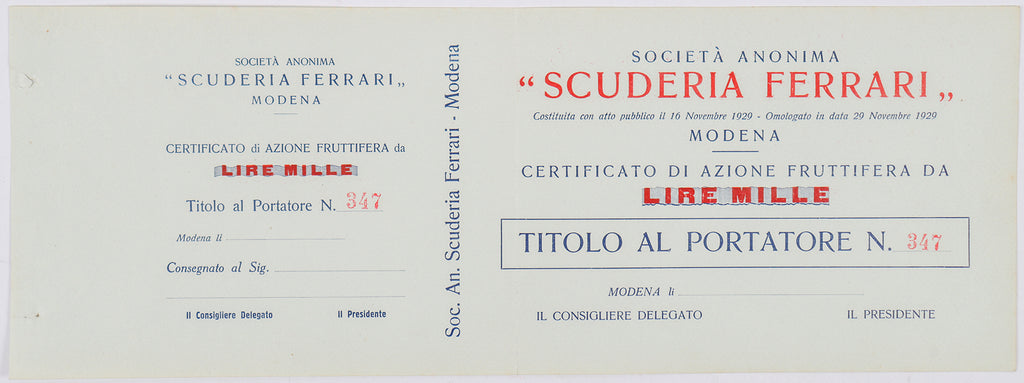 SOCIETÀ ANONIMA
“SCUDERIA FERRARI„
MODENA
CERTIFICATO di AZIONE FRUTTIFERA da
LIRE MILLE
Titolo al Portatore N. 347
Modena li
Consegnato al Sig.
Il Consigliere Delegato Il Presidente
Soc. An. Scuderia Ferrari - Modena
SOCIETÀ ANONIMA
“SCUDERIA FERRARI„
Costituita con atto pubblico il 16 Novembre 1929 - Omologato in data 29 Novembre 1929
MODENA
CERTIFICATO DI AZIONE FRUTTIFERA DA
LIRE MILLE
TITOLO AL PORTATORE N. 347
MODENA li
IL CONSIGLIERE DELEGATO IL PRESIDENTE